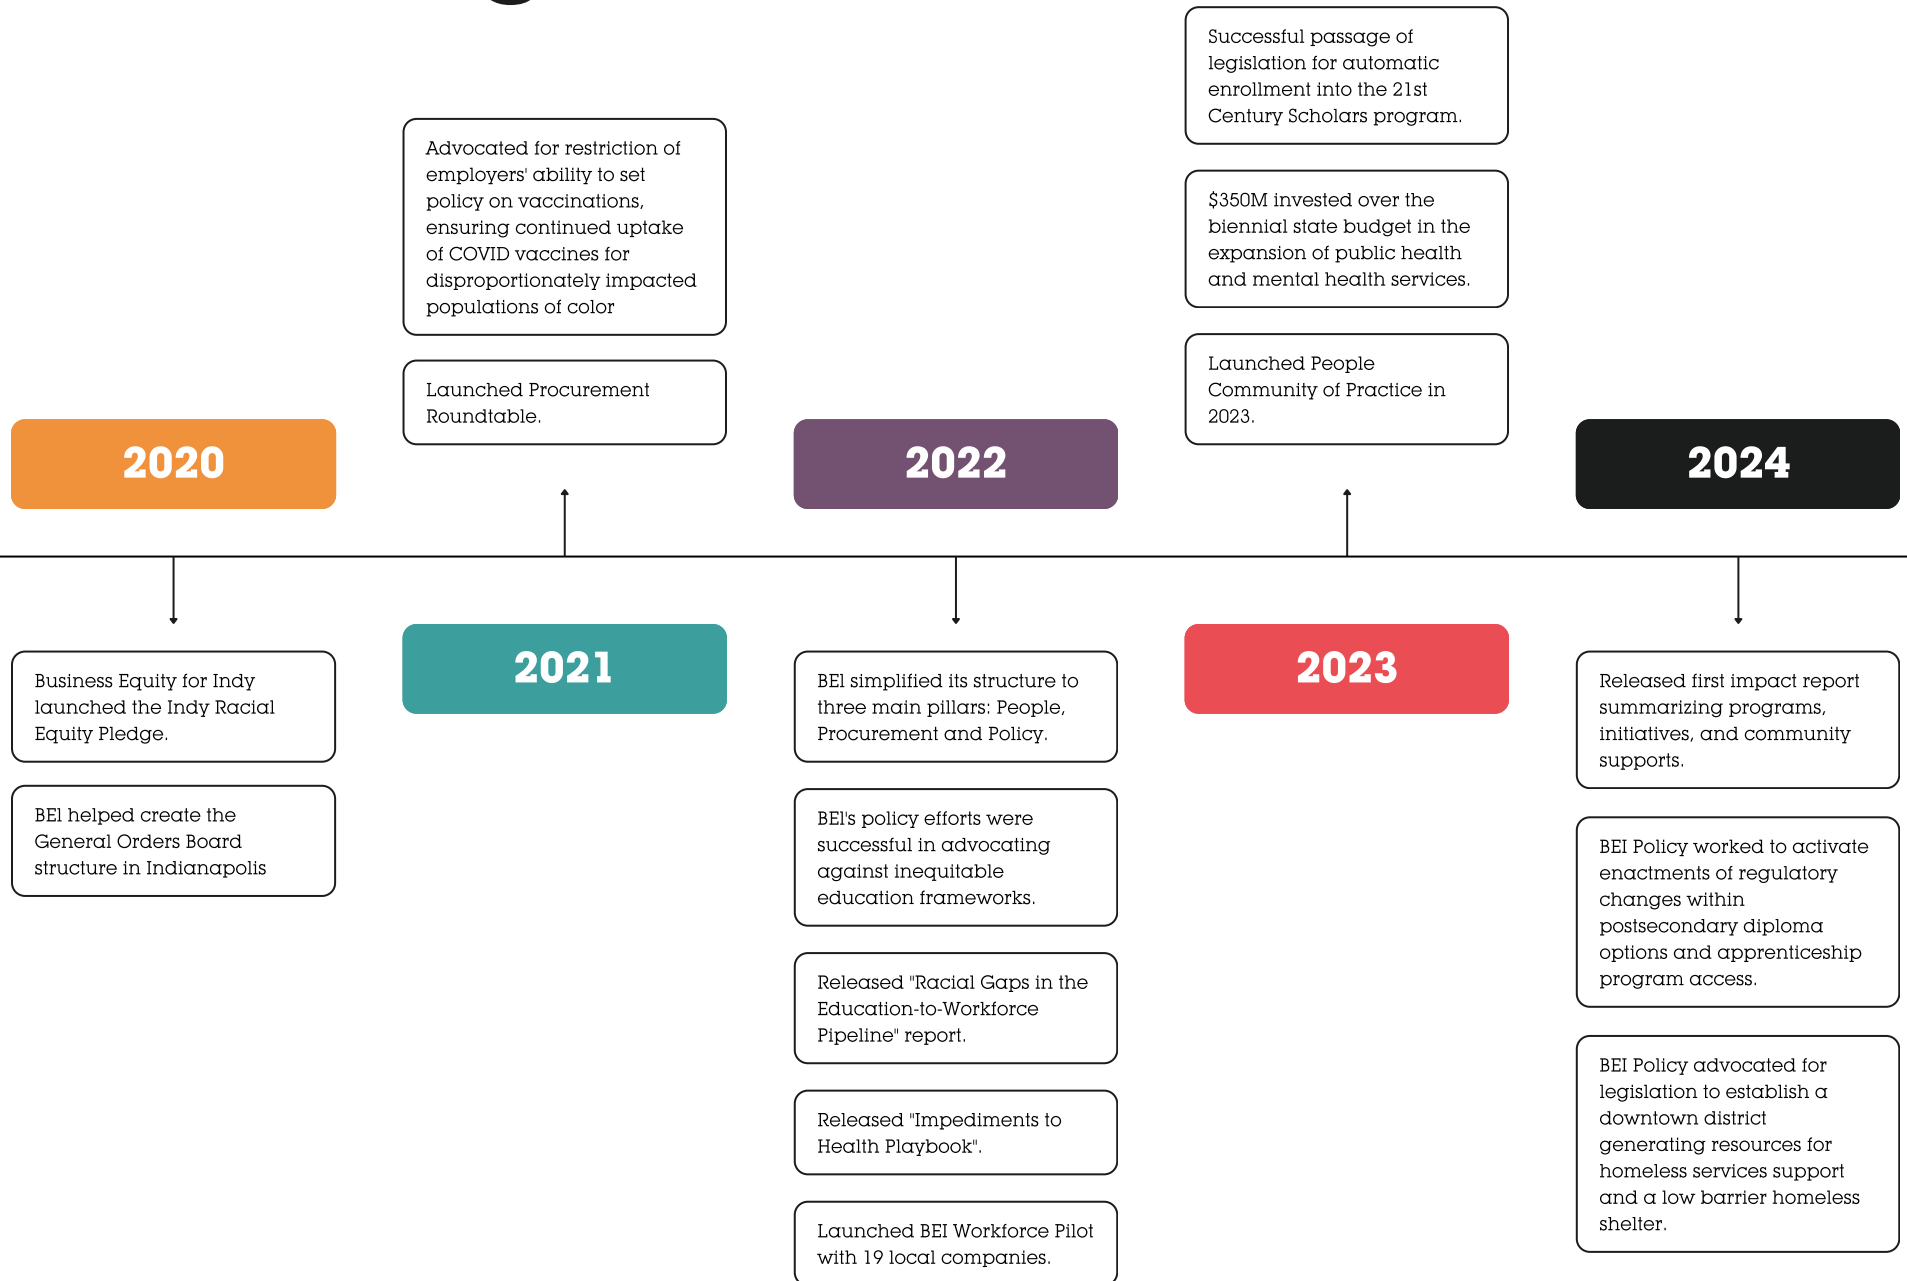 2020
Business Equity for Indy
launched the Indy Racial
Equity Pledge.
BEI helped create the
General Orders Board
structure in Indianapolis
Advocated for restriction of
employers' ability to set
policy on vaccinations,
ensuring continued uptake
of COVID vaccines for
disproportionately impacted
populations of color
Launched Procurement
Roundtable.
2021
2022
BEI simplified its structure to
three main pillars: People,
Procurement and Policy.
BEI's policy efforts were
successful in advocating
against inequitable
education frameworks.
Released "Racial Gaps in the
Education-to-Workforce
Pipeline" report.
Released "Impediments to
Health Playbook".
Launched BEI Workforce Pilot
with 19 local companies.
Successful passage of
legislation for automatic
enrollment into the 21st
Century Scholars program.
$350M invested over the
biennial state budget in the
expansion of public health
and mental health services.
Launched People
Community of Practice in
2023.
2023
2024
Released first impact report
summarizing programs,
initiatives, and community
supports.
BEI Policy worked to activate
enactments of regulatory
changes within
postsecondary diploma
options and apprenticeship
program access.
BEI Policy advocated for
legislation to establish a
downtown district
generating resources for
homeless services support
and a low barrier homeless
shelter.